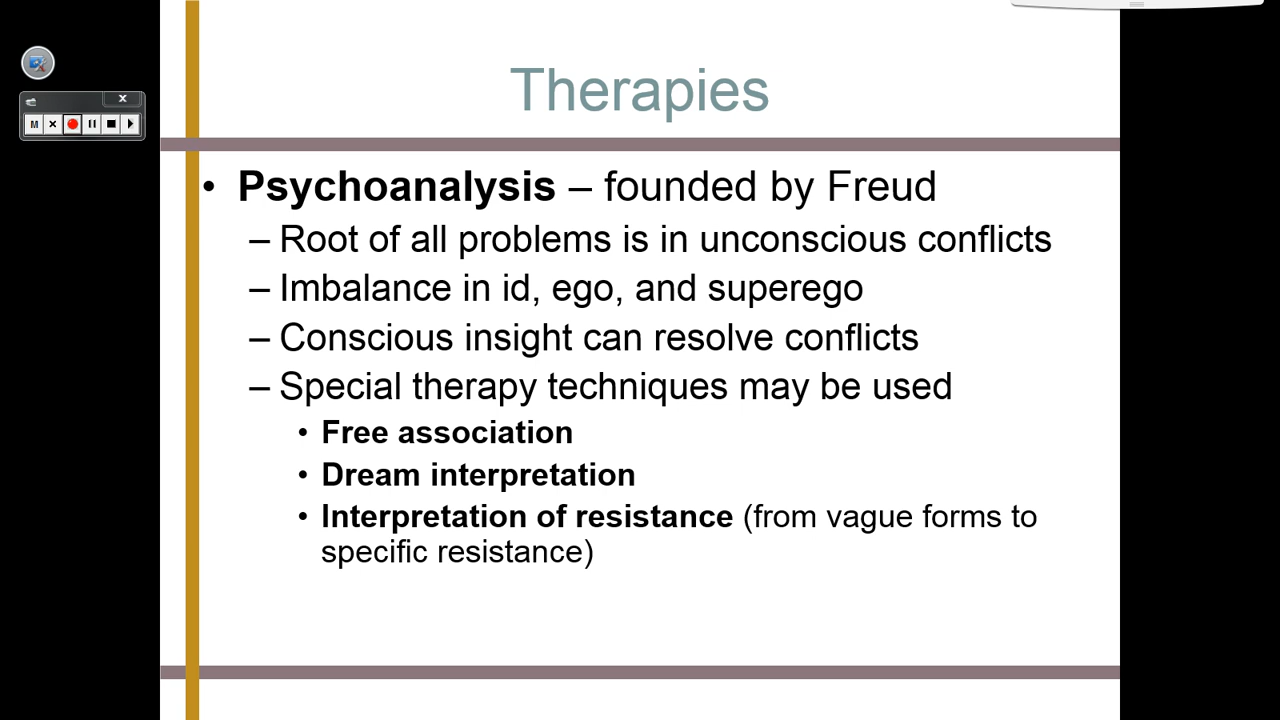 Therapies
• Psychoanalysis – founded by Freud
– Root of all problems is in unconscious conflicts
– Imbalance in id, ego, and superego
– Conscious insight can resolve conflicts
– Special therapy techniques may be used
• Free association
• Dream interpretation
• Interpretation of resistance (from vague forms to
specific resistance)
x
M